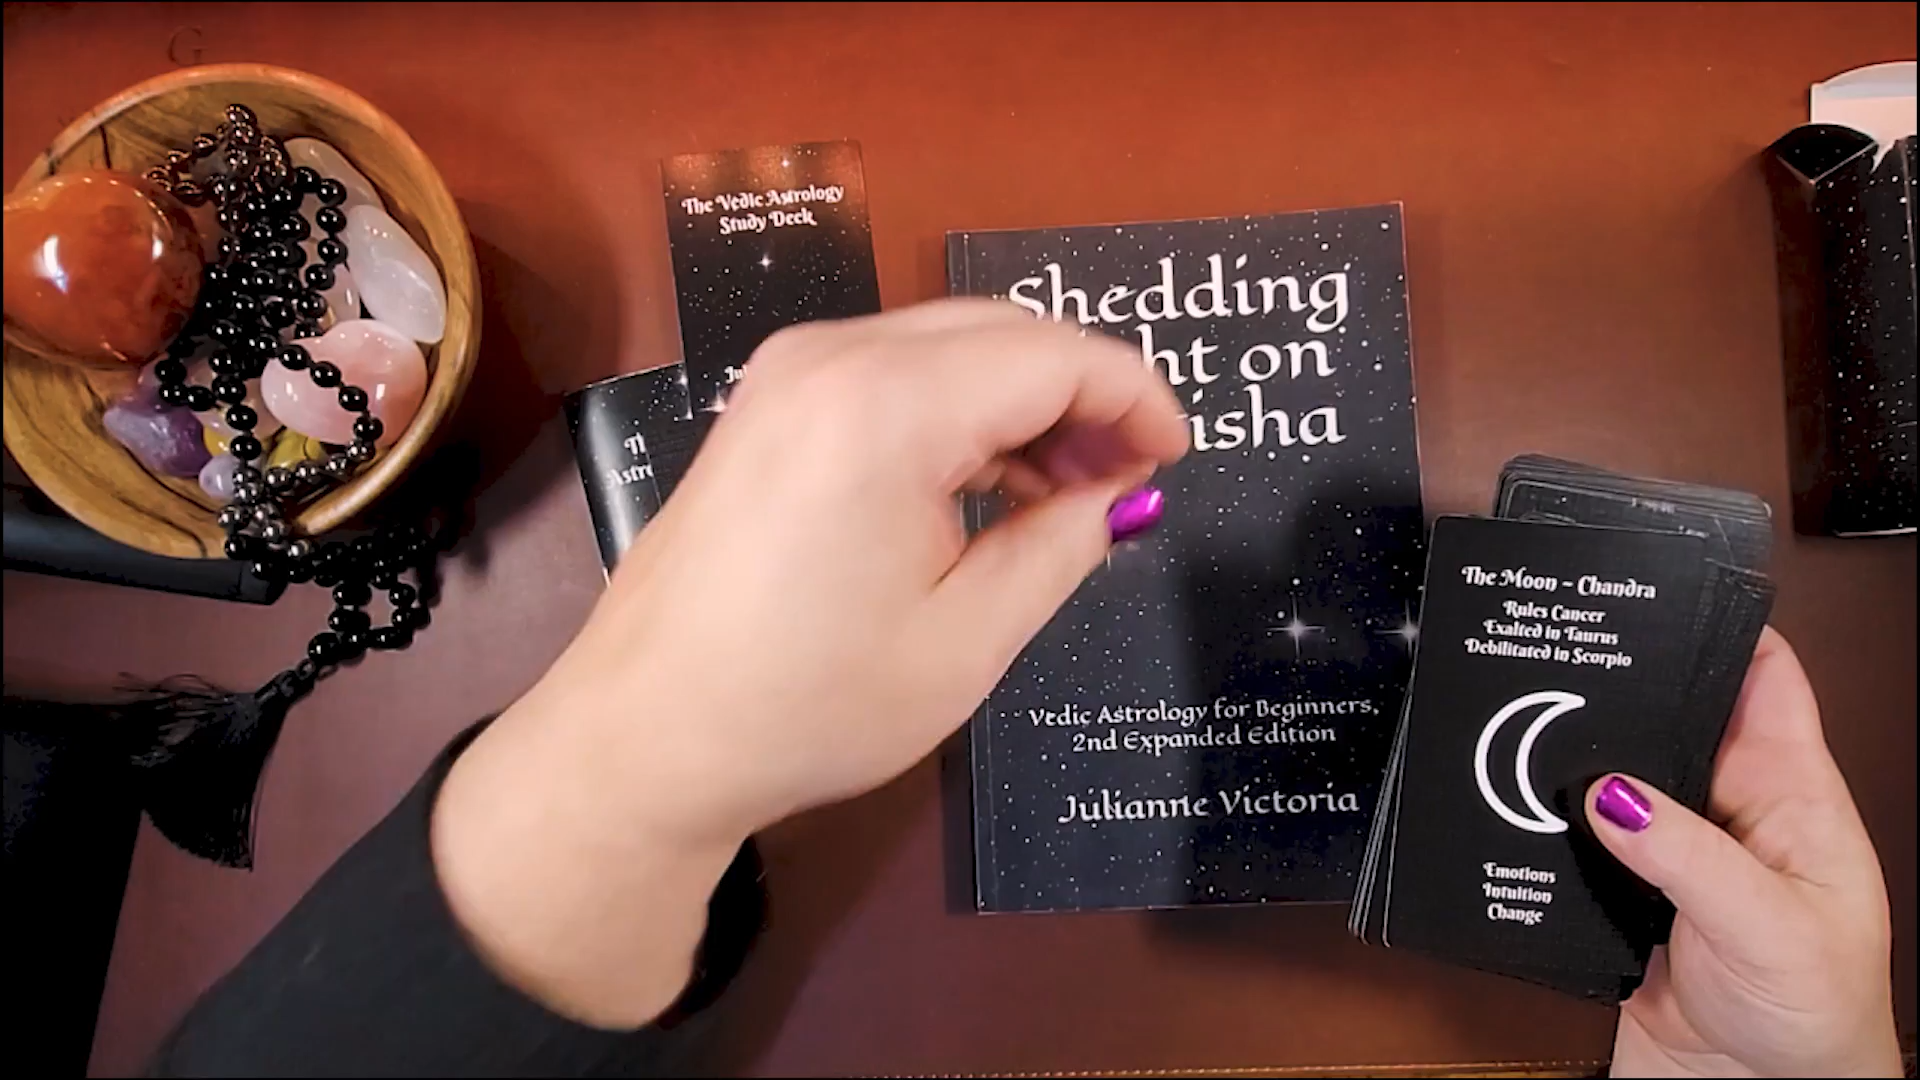 The Vedic Astrology
Study Deck
Shedding
ht on
isha
Vedic Astrology for Beginners,
2nd Expanded Edition
Julianne Victoria
The Moon ~ Chandra
Rules Cancer
Exalted in Taurus
Debilitated in Scorpio
Emotions
Intuition
Change